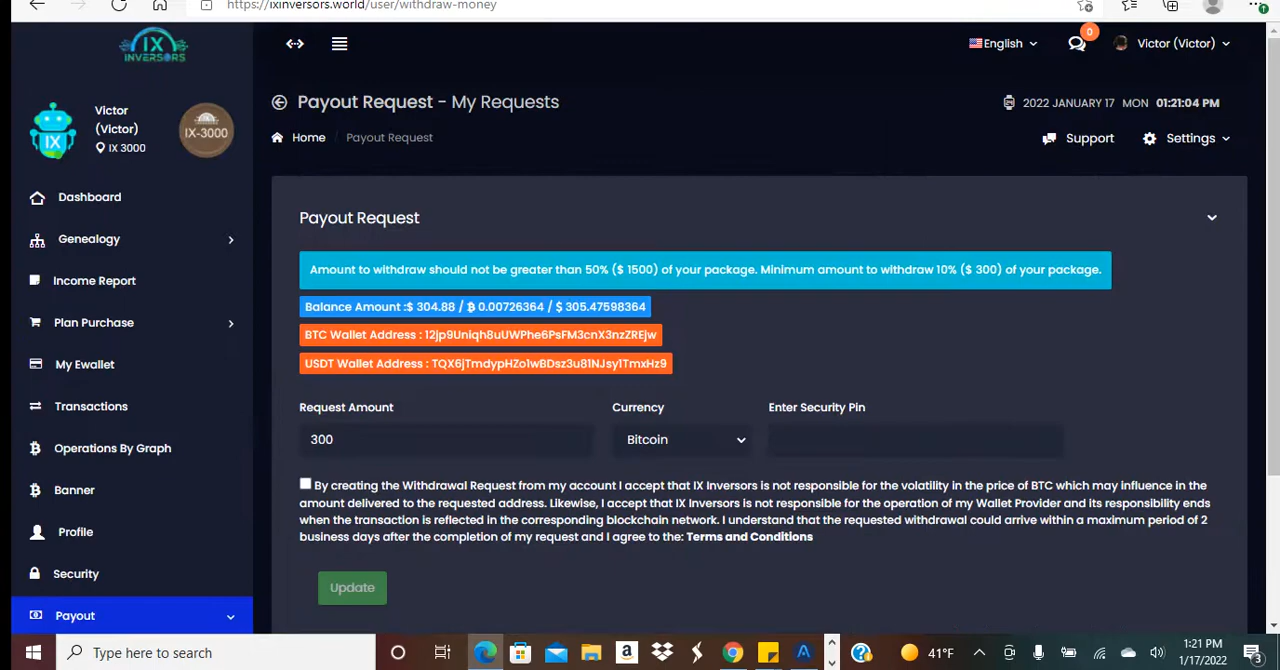 https://ixinversors.world/user/withdraw-money
IX
INVERSORS
English
0
Victor (Victor)
Victor
(Victor)
IX 3000
IX
IX-3000
Payout Request - My Requests
2022 JANUARY 17 MON 01:21:04 PM
Home / Payout Request
Support
Settings
Dashboard
Genealogy
Income Report
Plan Purchase
My Ewallet
Transactions
Operations By Graph
Banner
Profile
Security
Payout
Payout Request
Amount to withdraw should not be greater than 50% ($ 1500) of your package. Minimum amount to withdraw 10% ($ 300) of your package.
Balance Amount :$ 304.88 / ₿ 0.00726364 / $ 305.47598364
BTC Wallet Address : 12jp9Uniqh8uUWPhe6PsFM3cnX3nzZREjw
USDT Wallet Address : TQX6jTmdypHZo1wBDsz3u81NJsy1TmxHz9
Request Amount
Currency
Enter Security Pin
300
Bitcoin
By creating the Withdrawal Request from my account I accept that IX Inversors is not responsible for the volatility in the price of BTC which may influence in the
amount delivered to the requested address. Likewise, I accept that IX Inversors is not responsible for the operation of my Wallet Provider and its responsibility ends
when the transaction is reflected in the corresponding blockchain network. I understand that the requested withdrawal could arrive within a maximum period of 2
business days after the completion of my request and I agree to the: Terms and Conditions
Update
Type here to search
41°F
1:21 PM
1/17/2022
3